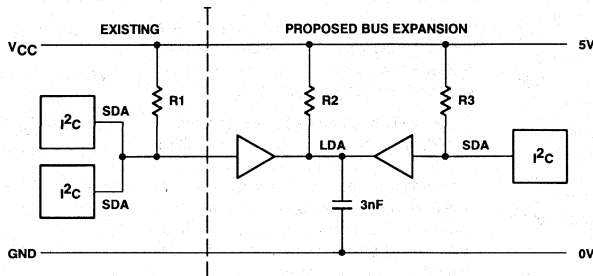 EXISTING
PROPOSED BUS EXPANSION
VCC
5V
R1
R2
R3
SDA
I²C
LDA
SDA
I²C
I²C
SDA
3nF
GND
0V